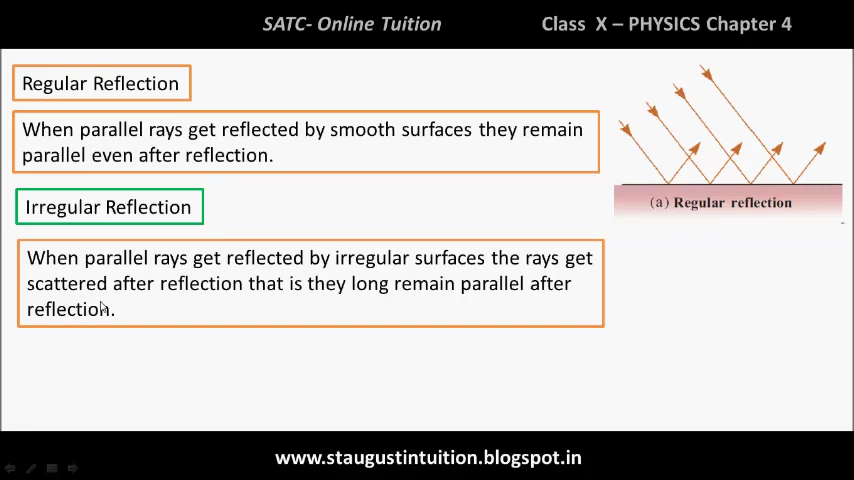 SATC- Online Tuition
Class X – PHYSICS Chapter 4
Regular Reflection
When parallel rays get reflected by smooth surfaces they remain
parallel even after reflection.
(a) Regular reflection
Irregular Reflection
When parallel rays get reflected by irregular surfaces the rays get
scattered after reflection that is they long remain parallel after
reflection.
www.staugustintuition.blogspot.in